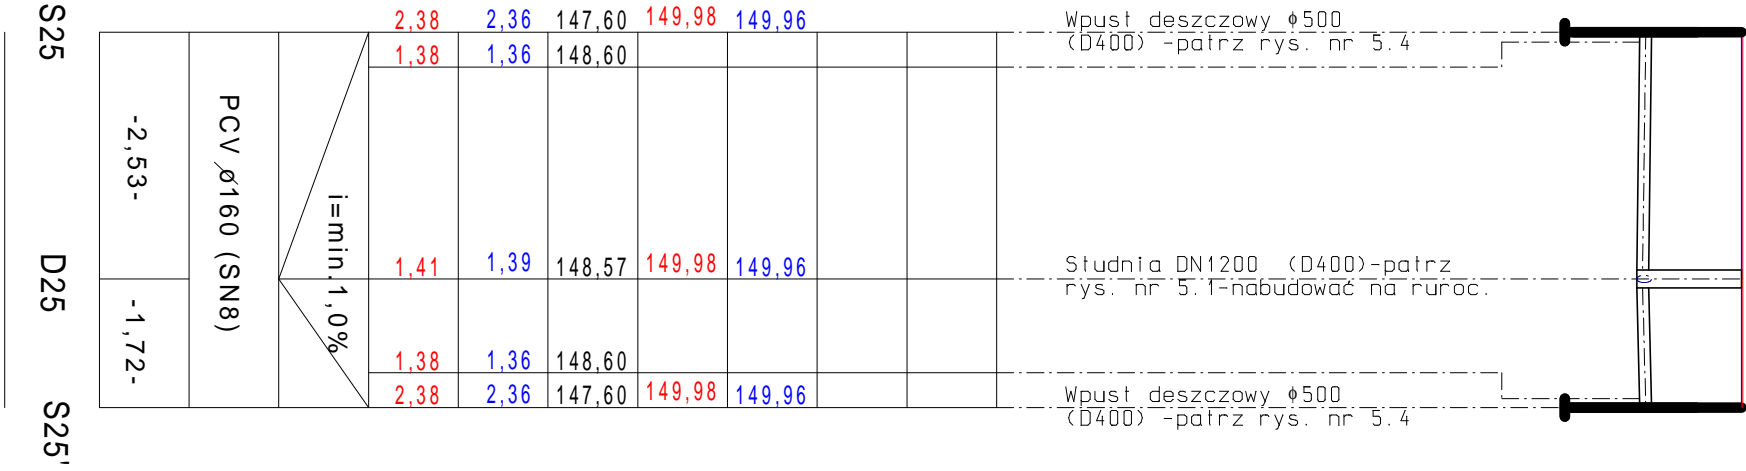 S25
2,38 2,36 147,60 149,98 149,96
Wpust deszczowy ϕ500
(D400) -patrz rys. nr 5.4
1,38 1,36 148,60
-2,53-
PCV ø160 (SN8)
i=min.1,0%
D25
1,41 1,39 148,57 149,98 149,96
Studnia DN1200 (D400)-patrz
rys. nr 5.1-nabudować na ruroc.
-1,72-
1,38 1,36 148,60
S25'
2,38 2,36 147,60 149,98 149,96
Wpust deszczowy ϕ500
(D400) -patrz rys. nr 5.4